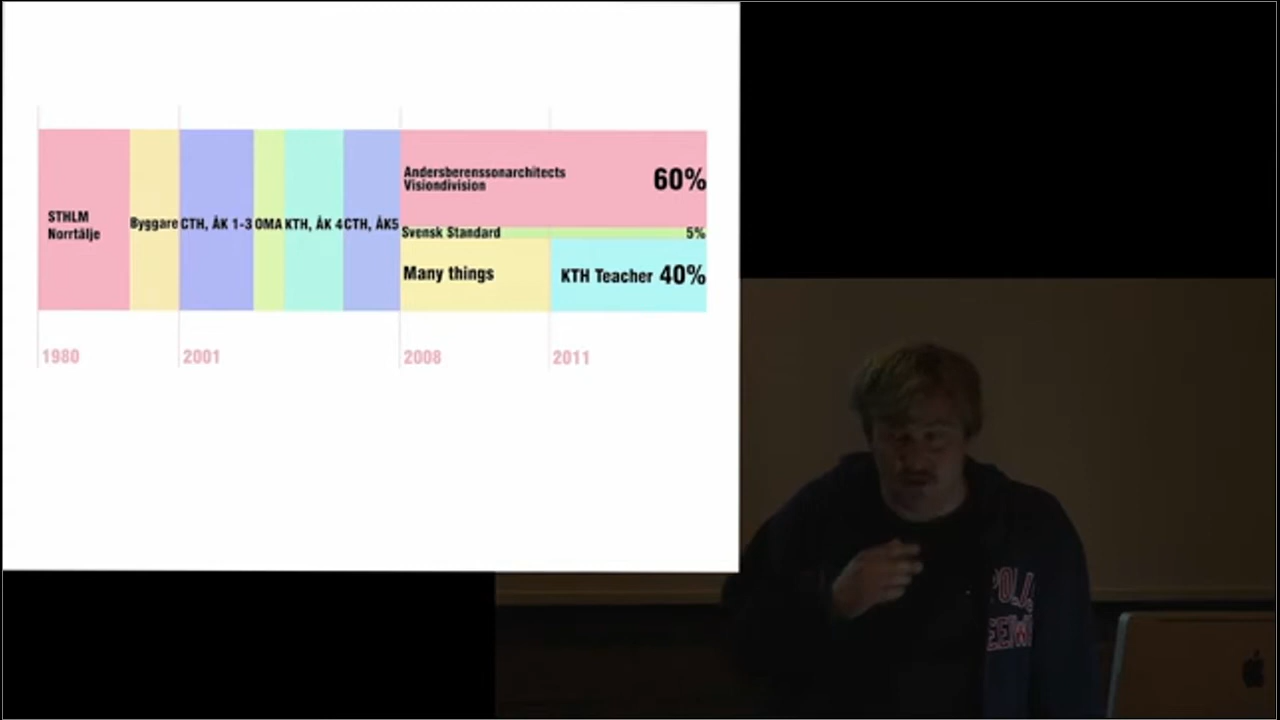 STHLM
Norrtälje
Byggare
CTH, ÅK 1-3
OMA
KTH, ÅK 4
CTH, ÅK5
Andersberenssonarchitects
Visiondivision
60%
Svensk Standard
5%
Many things
KTH Teacher 40%
1980
2001
2008
2011